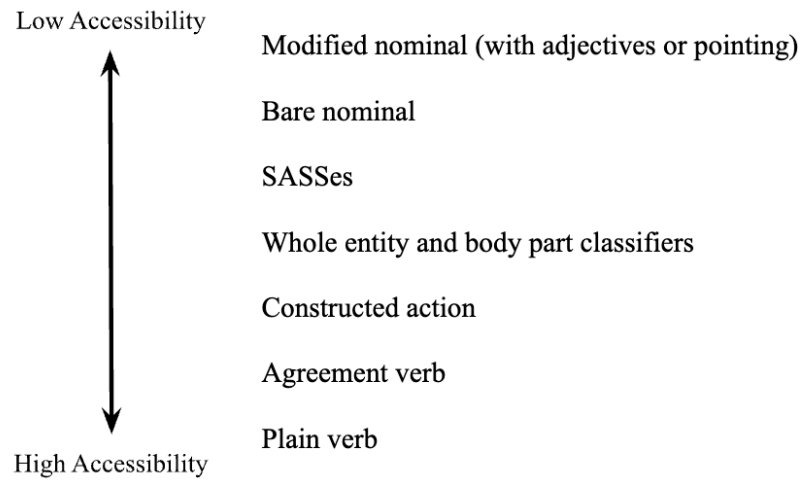 Low Accessibility
Modified nominal (with adjectives or pointing)
Bare nominal
SASSes
Whole entity and body part classifiers
Constructed action
Agreement verb
Plain verb
High Accessibility